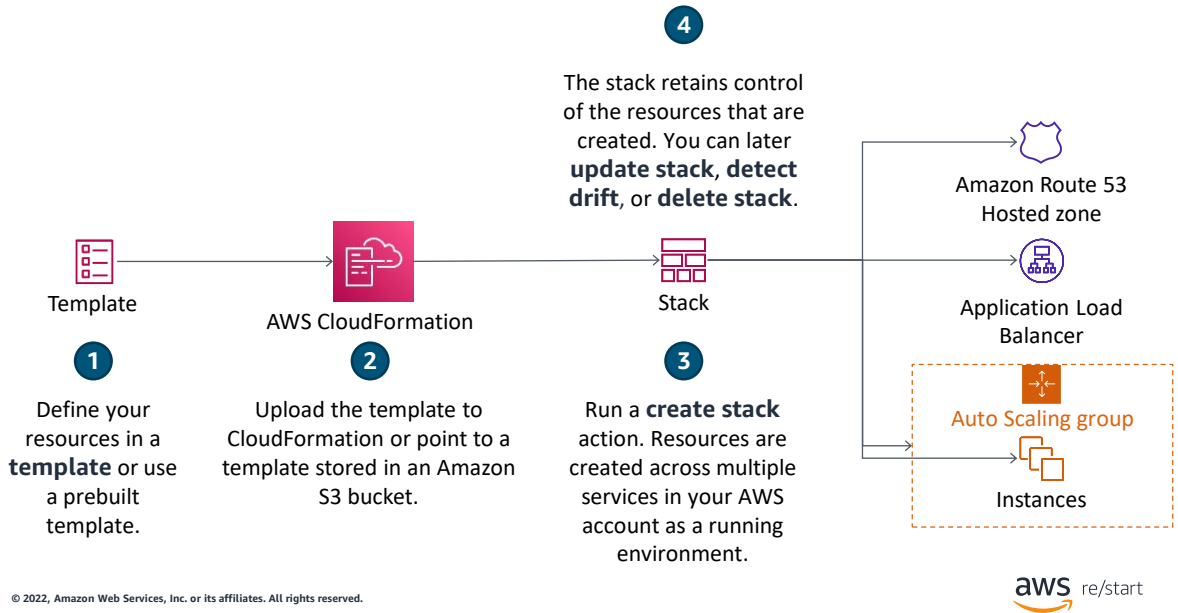 4
The stack retains control
of the resources that are
created. You can later
update stack, detect
drift, or delete stack.
Amazon Route 53
Hosted zone
Template
AWS CloudFormation
Stack
Application Load
Balancer
1
Define your
resources in a
template or use
a prebuilt
template.
2
Upload the template to
CloudFormation or point to a
template stored in an Amazon
S3 bucket.
3
Run a create stack
action. Resources are
created across multiple
services in your AWS
account as a running
environment.
Auto Scaling group
Instances
© 2022, Amazon Web Services, Inc. or its affiliates. All rights reserved.
aws re/start